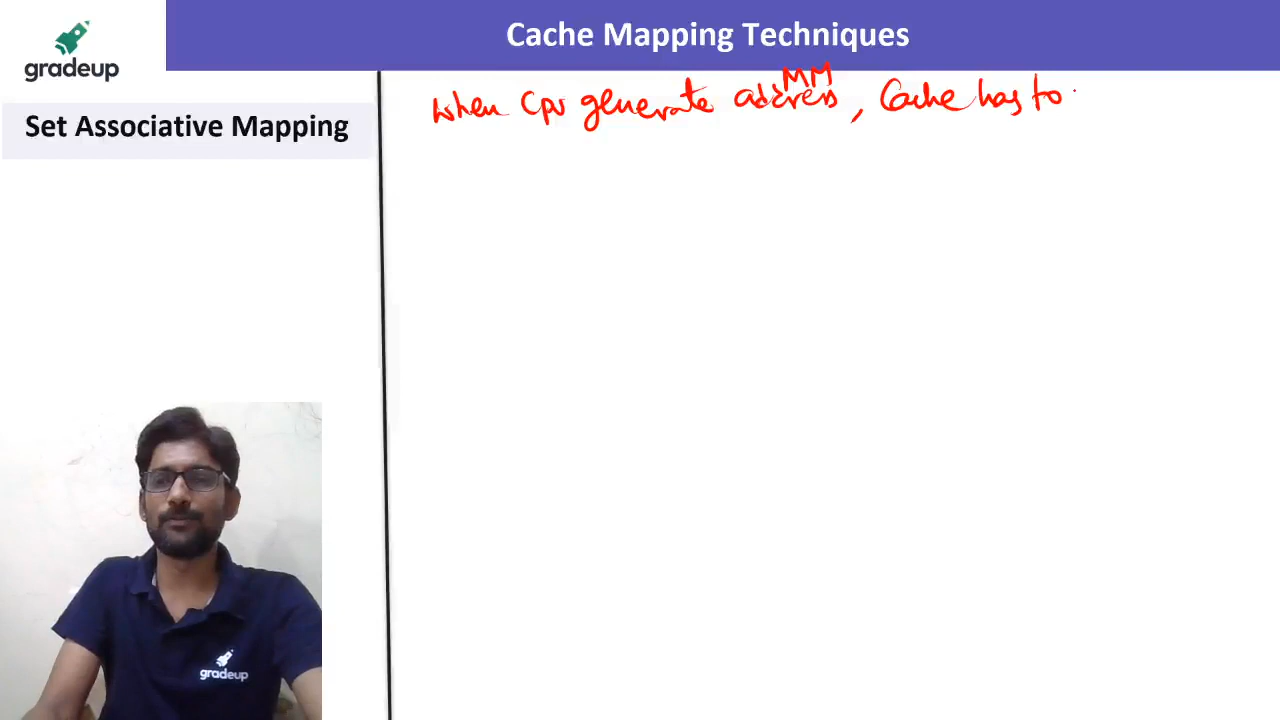 Cache Mapping Techniques
gradeup
Set Associative Mapping
MM
when Cpu generate address, Cache has to
gradeup